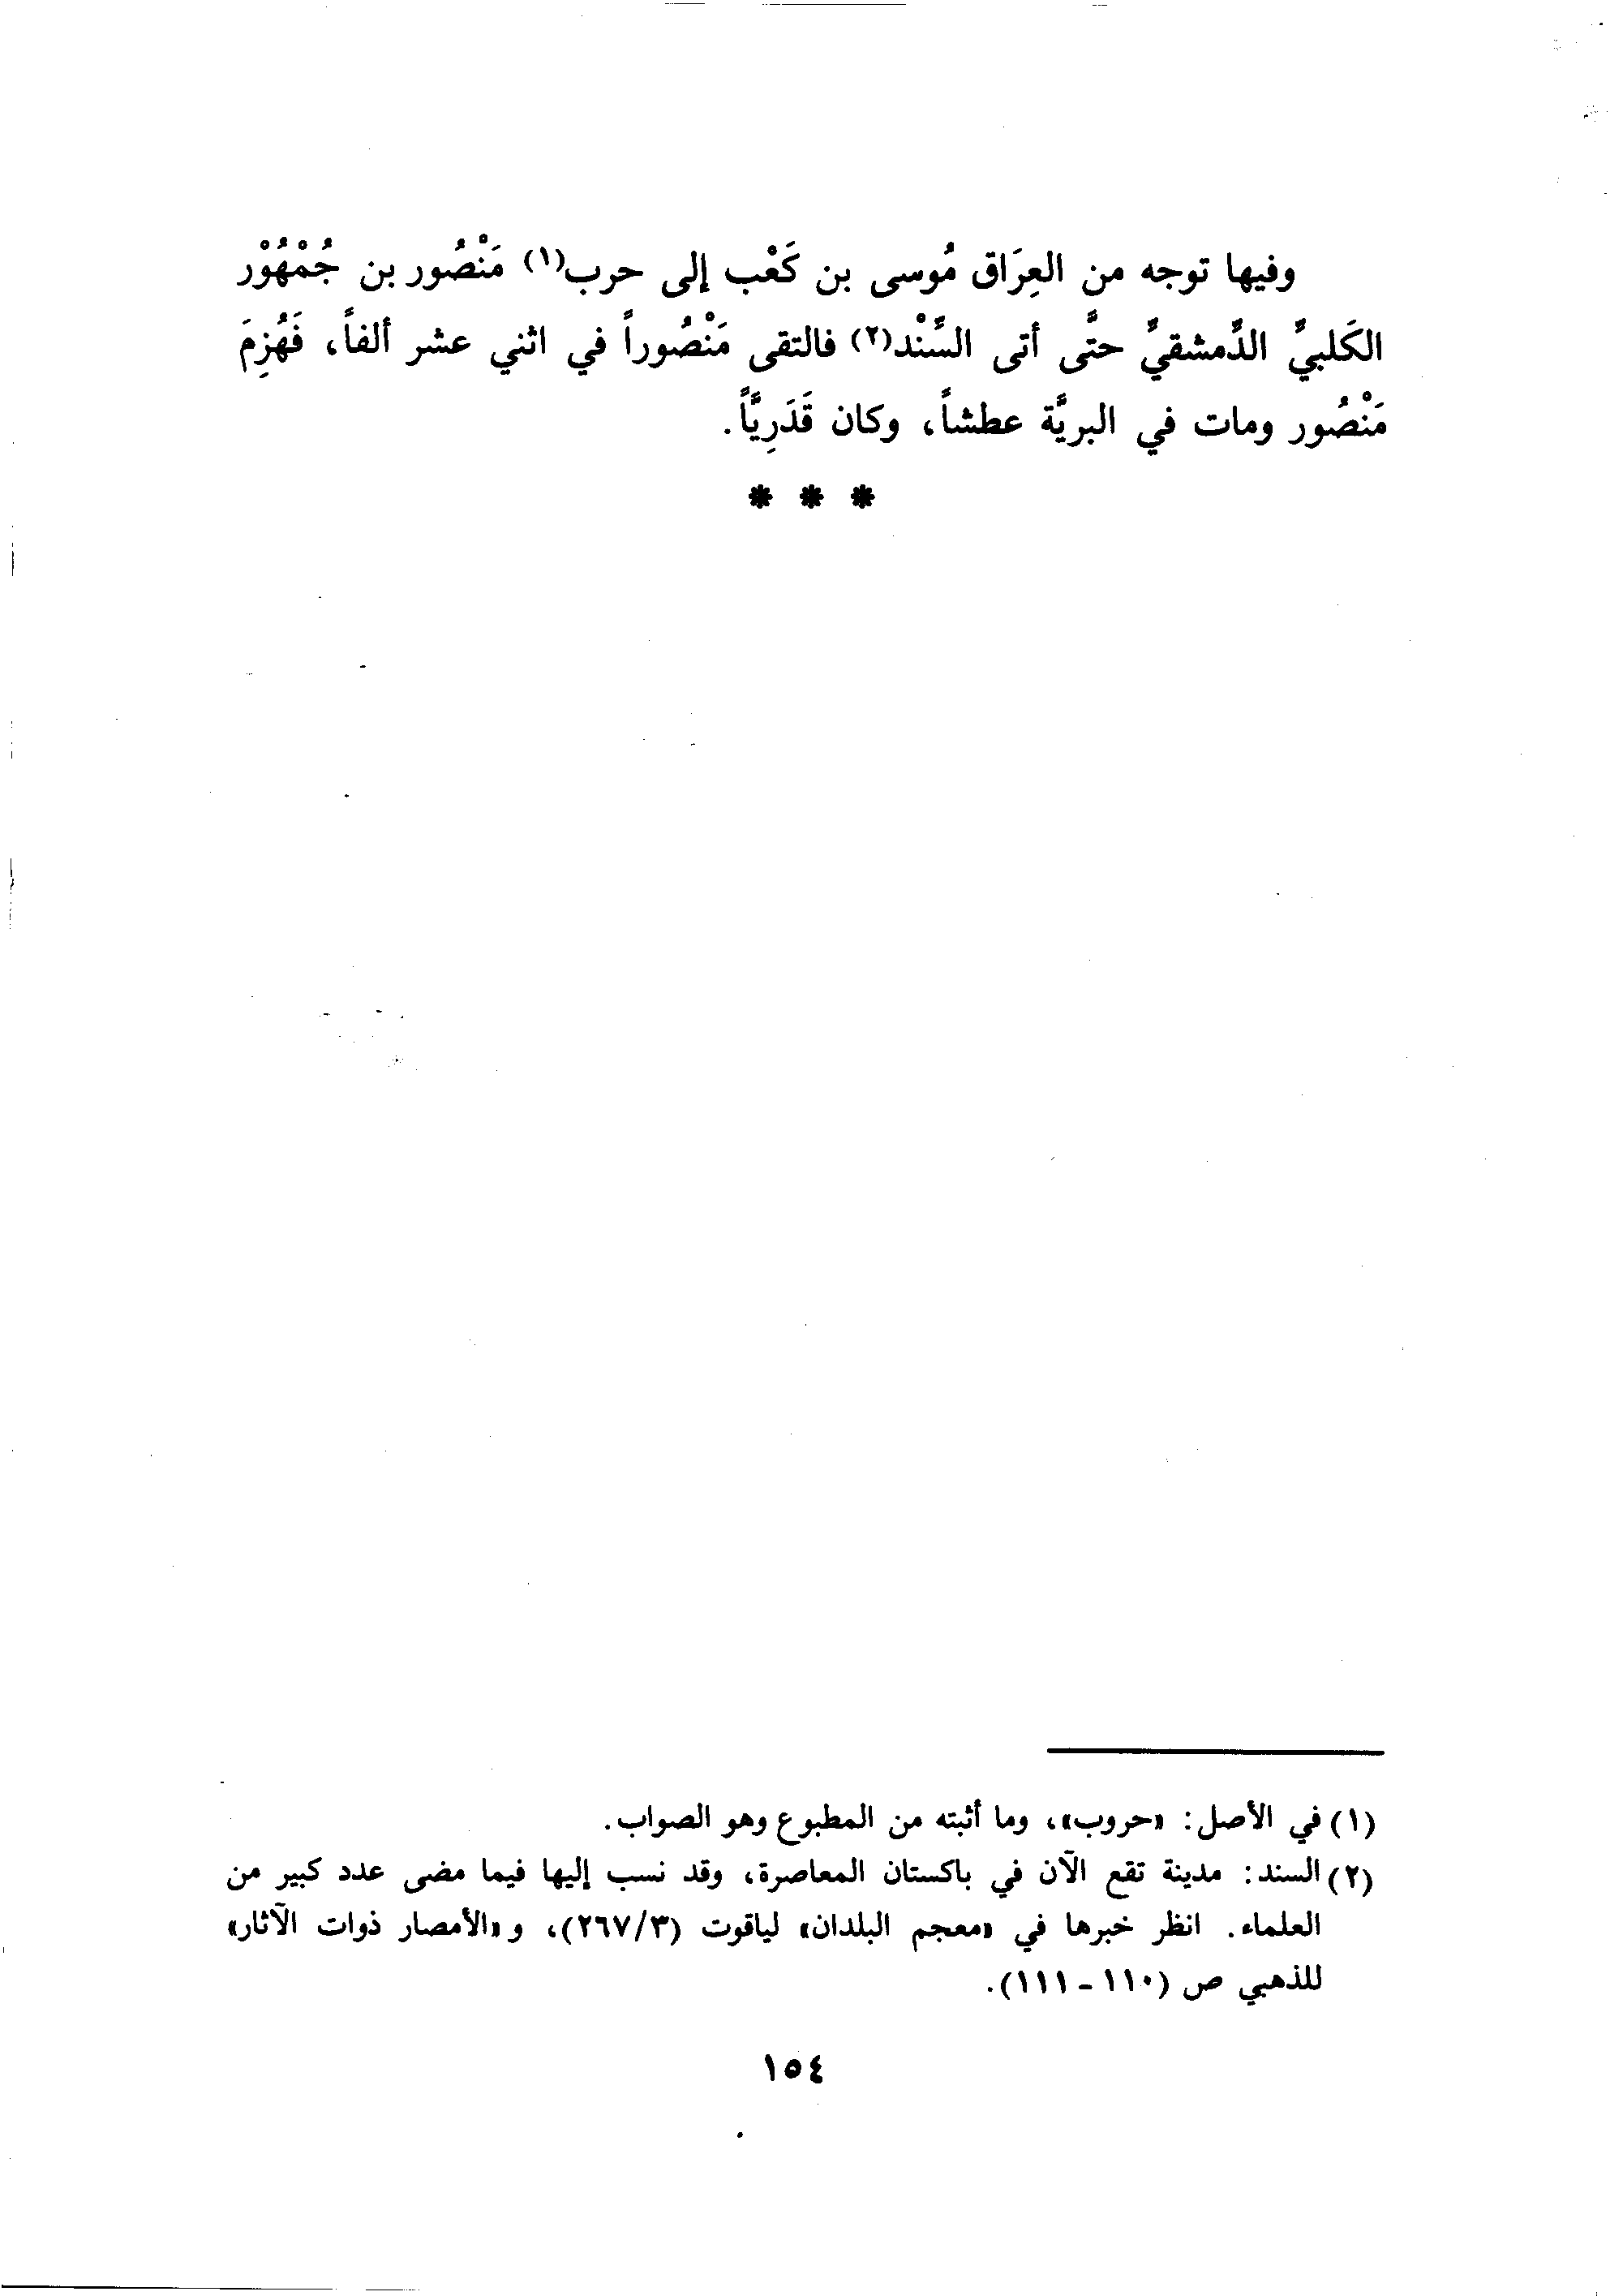 وفيها توجه من العِرَاق مُوسى بن كَعْب إلى حرب(١) مَنْصُور بن جُمْهُوْر
الكَلبيِّ الدِّمشقيِّ حتَّى أتى السِّنْد(٢) فالتقى مَنْصُوراً في اثني عشر ألفاً، فَهُزِمَ
مَنْصُور ومات في البريَّة عطشاً، وكان قَدَرِيَّاً.
* * *
(١) في الأصل: «حروب»، وما أثبته من المطبوع وهو الصواب.
(٢) السند: مدينة تقع الآن في باكستان المعاصرة، وقد نسب إليها فيما مضى عدد كبير من
العلماء. انظر خبرها في «معجم البلدان» لياقوت (٢٦٧/٣)، و «الأمصار ذوات الآثار»
للذهبي ص (١١٠ - ١١١).
١٥٤